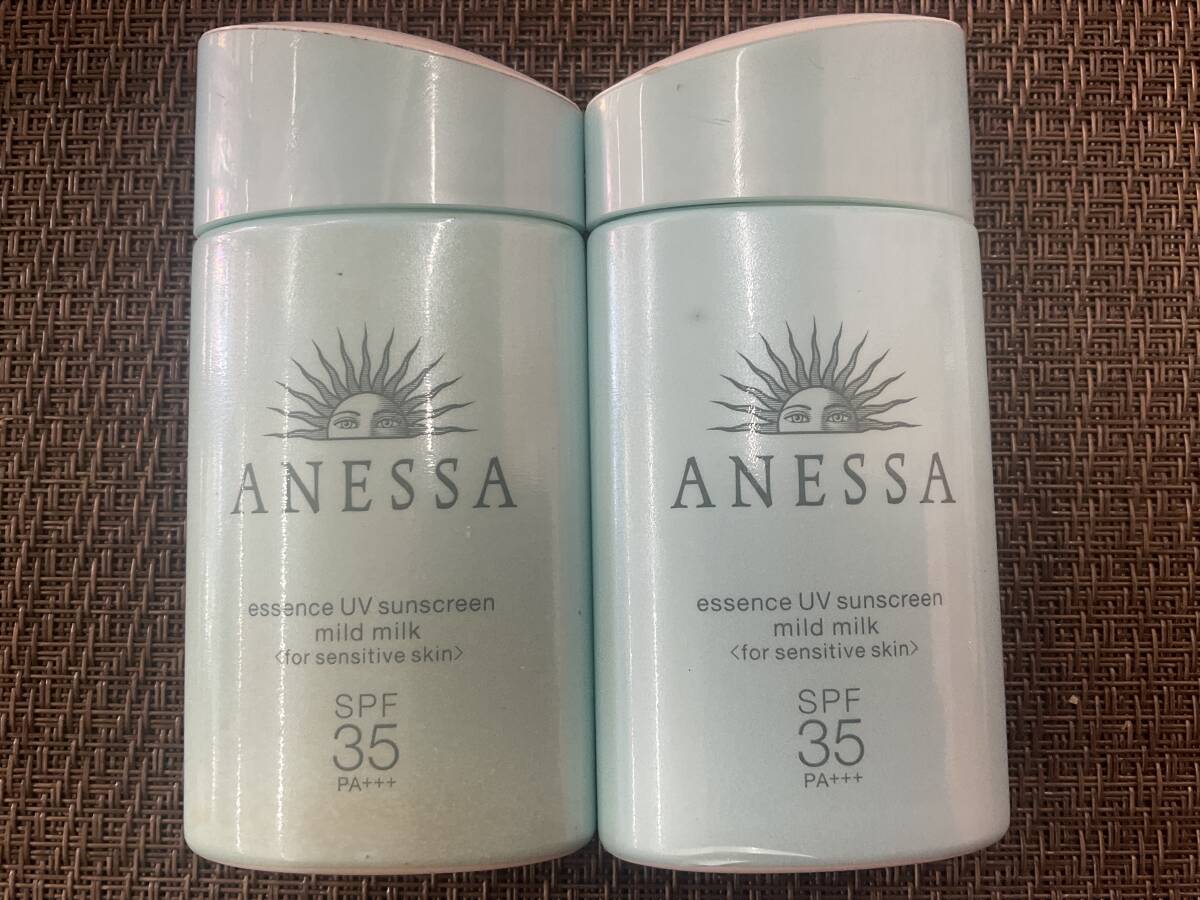 ANESSA
essence UV sunscreen
mild milk
<for sensitive skin>
SPF
35
PA+++
ANESSA
essence UV sunscreen
mild milk
<for sensitive skin>
SPF
35
PA+++